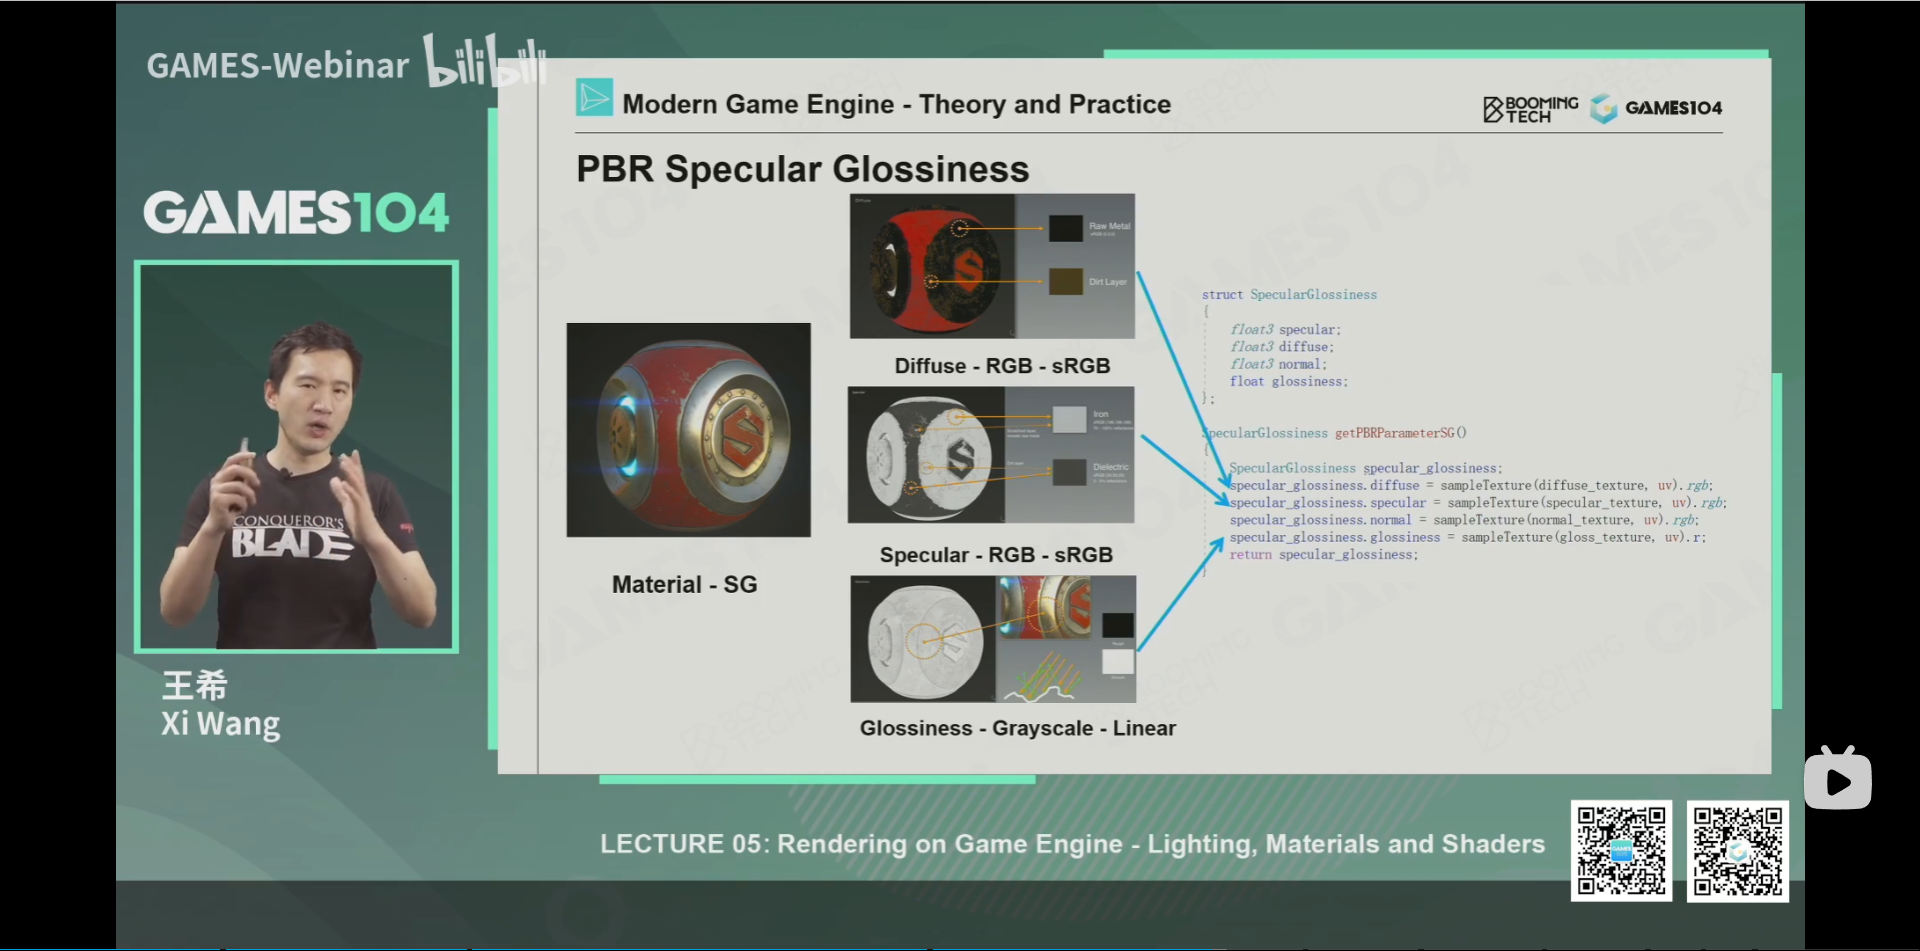 GAMES-Webinar
bilibili
Modern Game Engine - Theory and Practice
BOOMING TECH
GAMES104
PBR Specular Glossiness
GAMES104
Raw Metal
Dirt Layer
Diffuse - RGB - sRGB
Iron
Dielectric
Specular - RGB - sRGB
Material - SG
Glossiness - Grayscale - Linear
struct SpecularGlossiness
{
float3 specular;
float3 diffuse;
float3 normal;
float glossiness;
};
SpecularGlossiness getPBRParameterSG()
{
SpecularGlossiness specular_glossiness;
specular_glossiness.diffuse = sampleTexture(diffuse_texture, uv).rgb;
specular_glossiness.specular = sampleTexture(specular_texture, uv).rgb;
specular_glossiness.normal = sampleTexture(normal_texture, uv).rgb;
specular_glossiness.glossiness = sampleTexture(gloss_texture, uv).r;
return specular_glossiness;
}
CONQUEROR'S
BLADE
王希
Xi Wang
LECTURE 05: Rendering on Game Engine - Lighting, Materials and Shaders